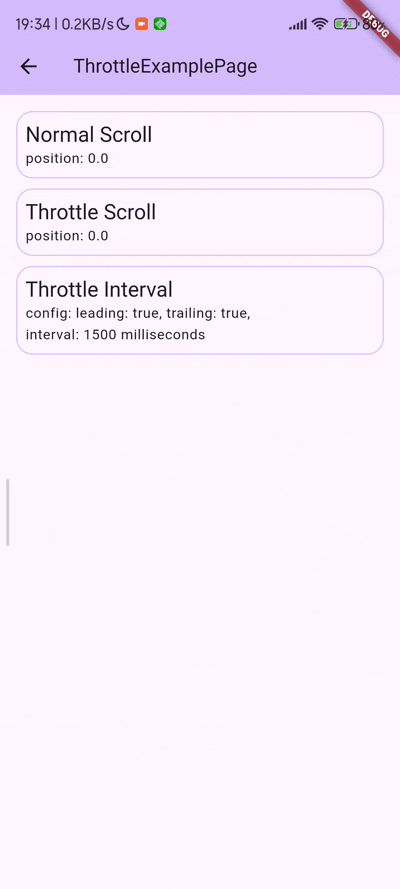 19:34 | 0.2KB/s
DEBUG
ThrottleExamplePage
Normal Scroll
position: 0.0
Throttle Scroll
position: 0.0
Throttle Interval
config: leading: true, trailing: true,
interval: 1500 milliseconds